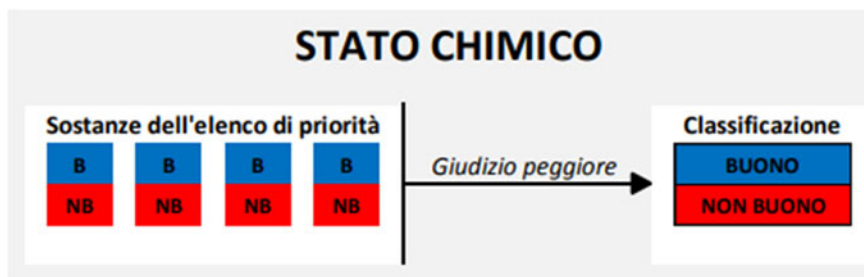 STATO CHIMICO
Sostanze dell'elenco di priorità
B B B B
NB NB NB NB
Giudizio peggiore
Classificazione
BUONO
NON BUONO